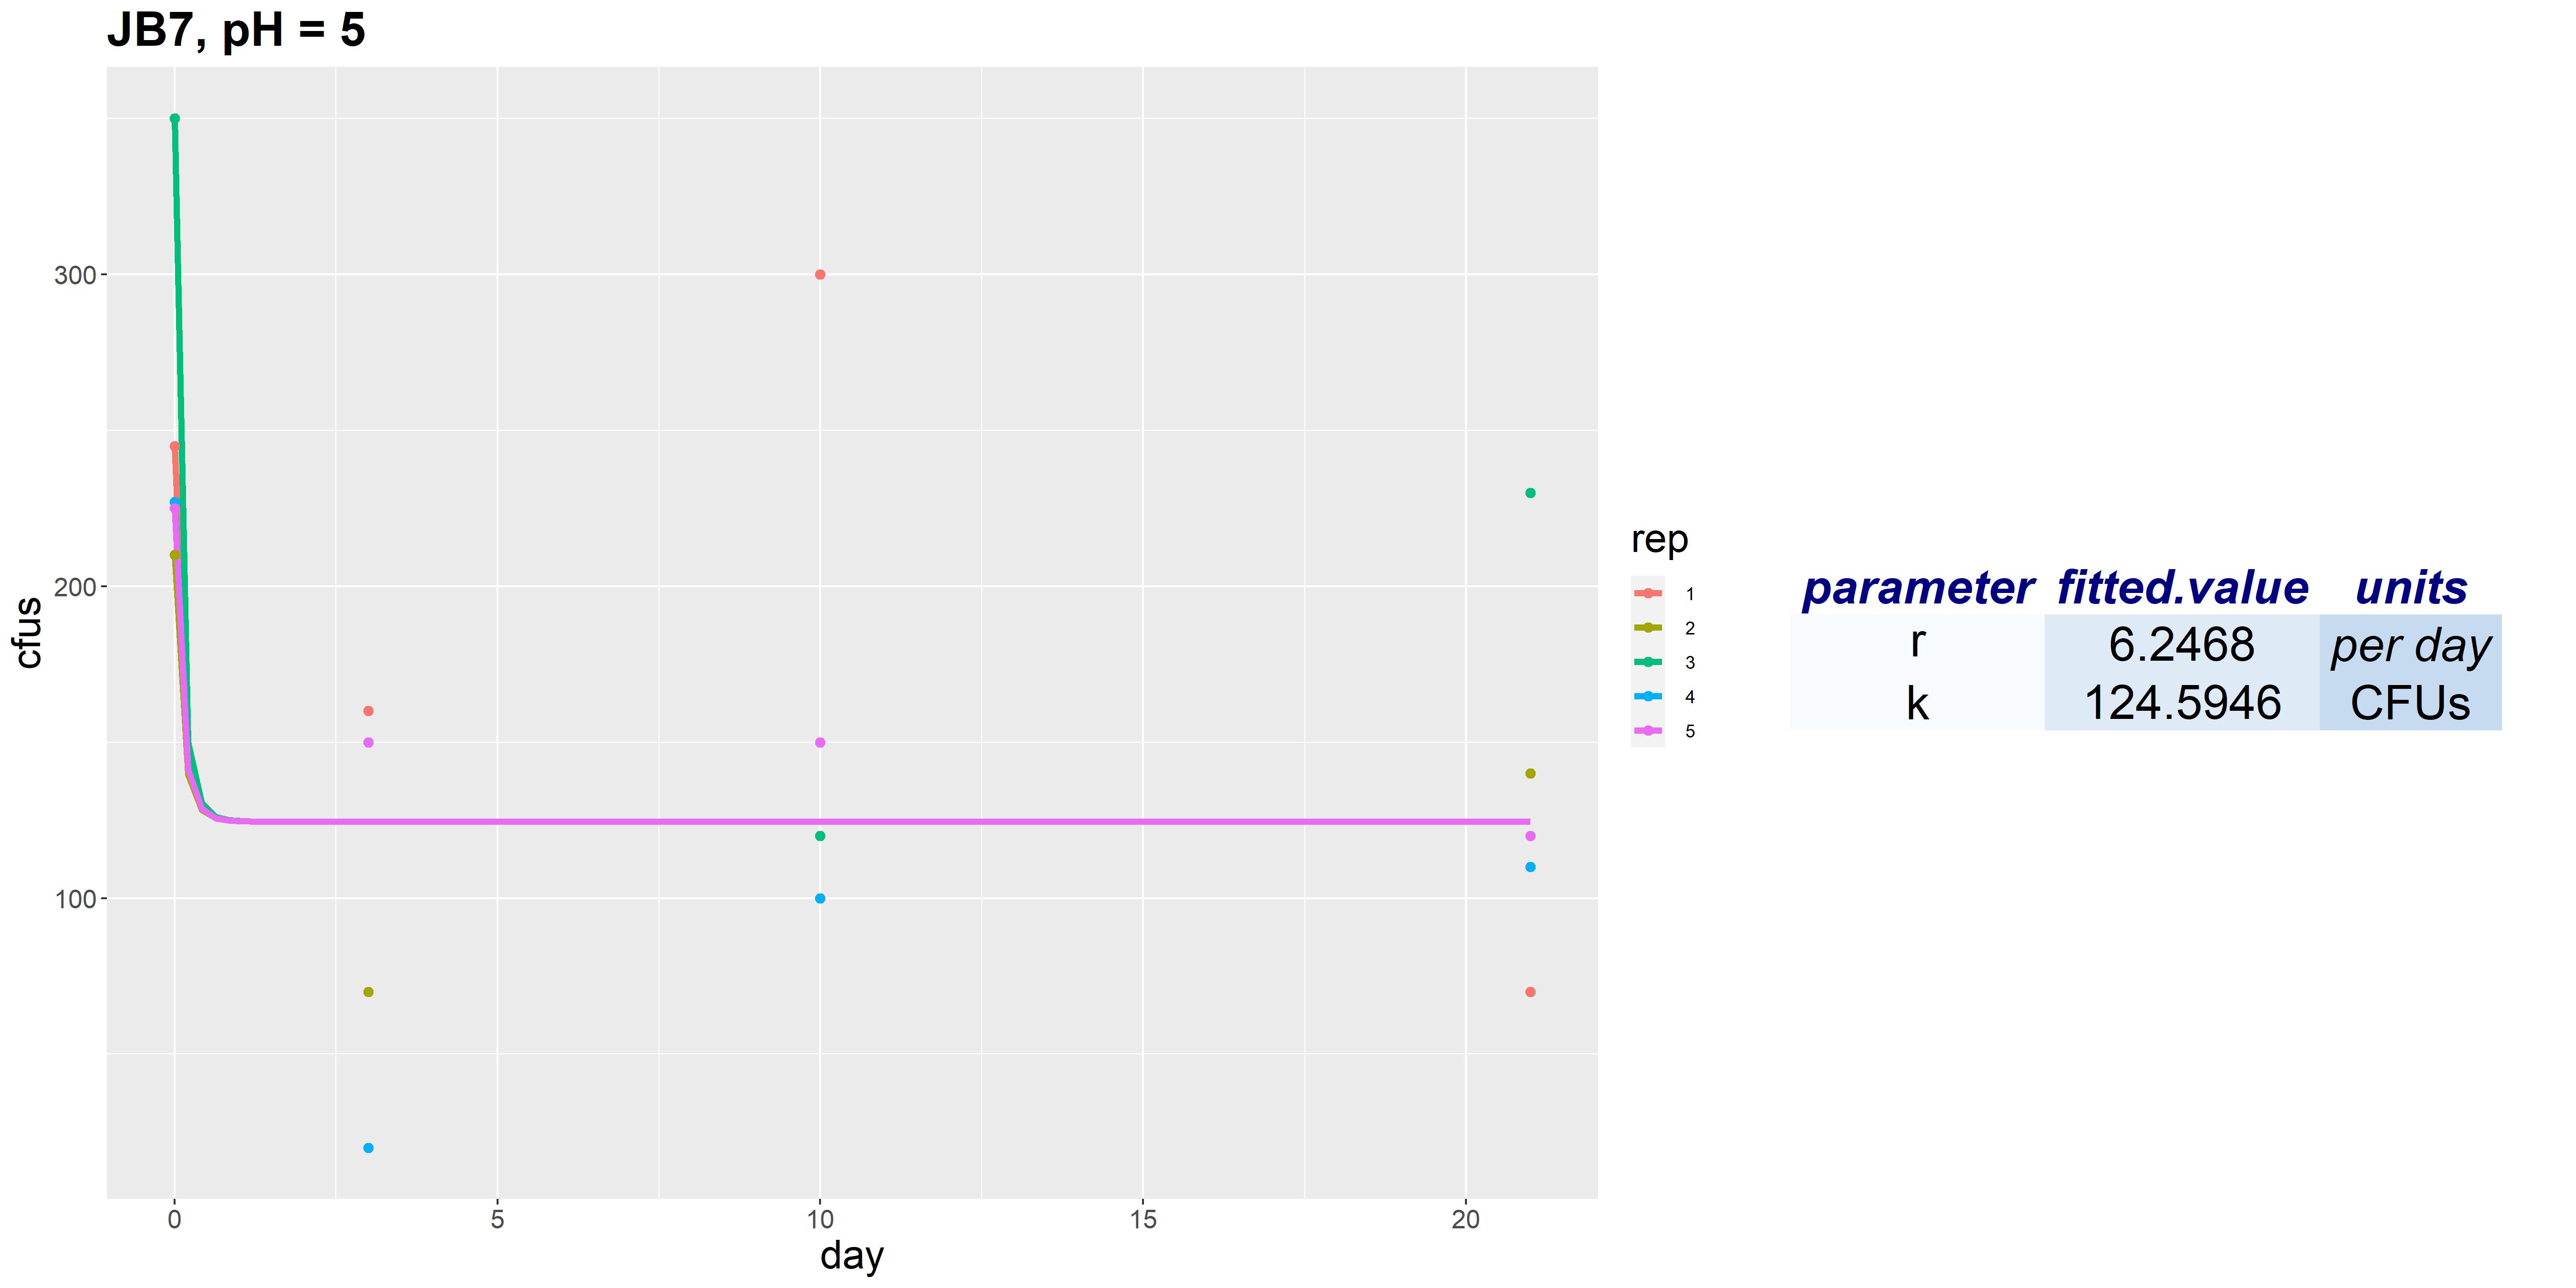 JB7, pH = 5
cfus
300
200
100
0 5 10 15 20
day
rep
1
2
3
4
5
parameter fitted.value units
r 6.2468 per day
k 124.5946 CFUs